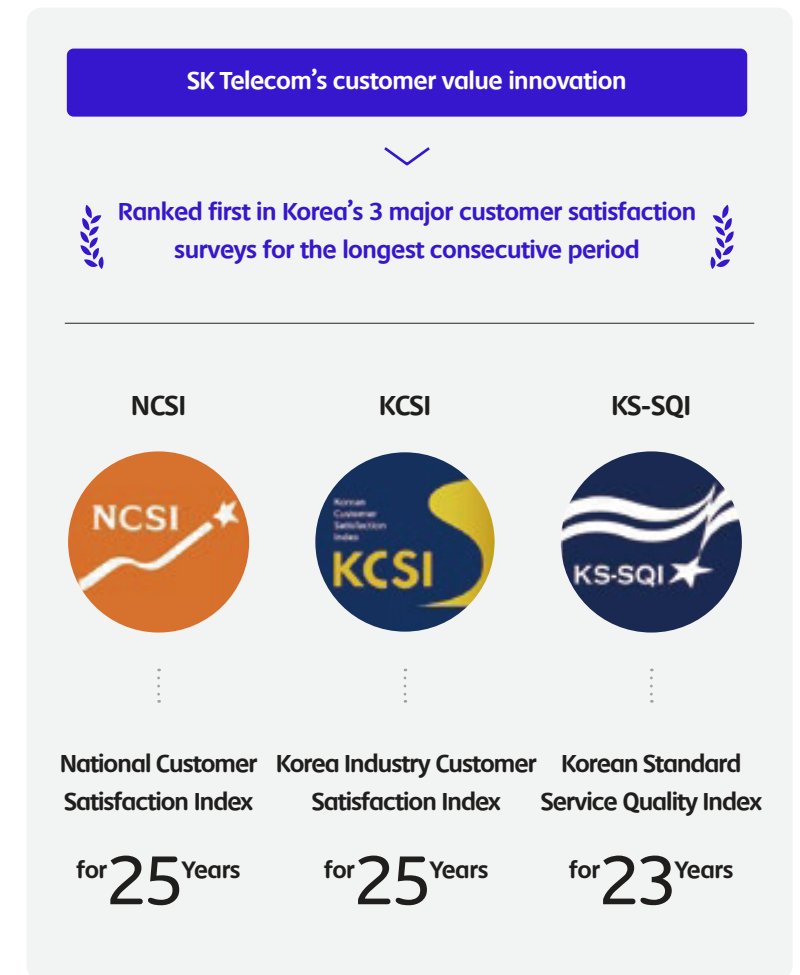 SK Telecom’s customer value innovation
Ranked first in Korea’s 3 major customer satisfaction
surveys for the longest consecutive period
NCSI
KCSI
KS-SQI
NCSI
Korean
Customer
Satisfaction
Index
KCSI
KS-SQI
National Customer
Satisfaction Index
Korea Industry Customer
Satisfaction Index
Korean Standard
Service Quality Index
for 25 Years
for 25 Years
for 23 Years